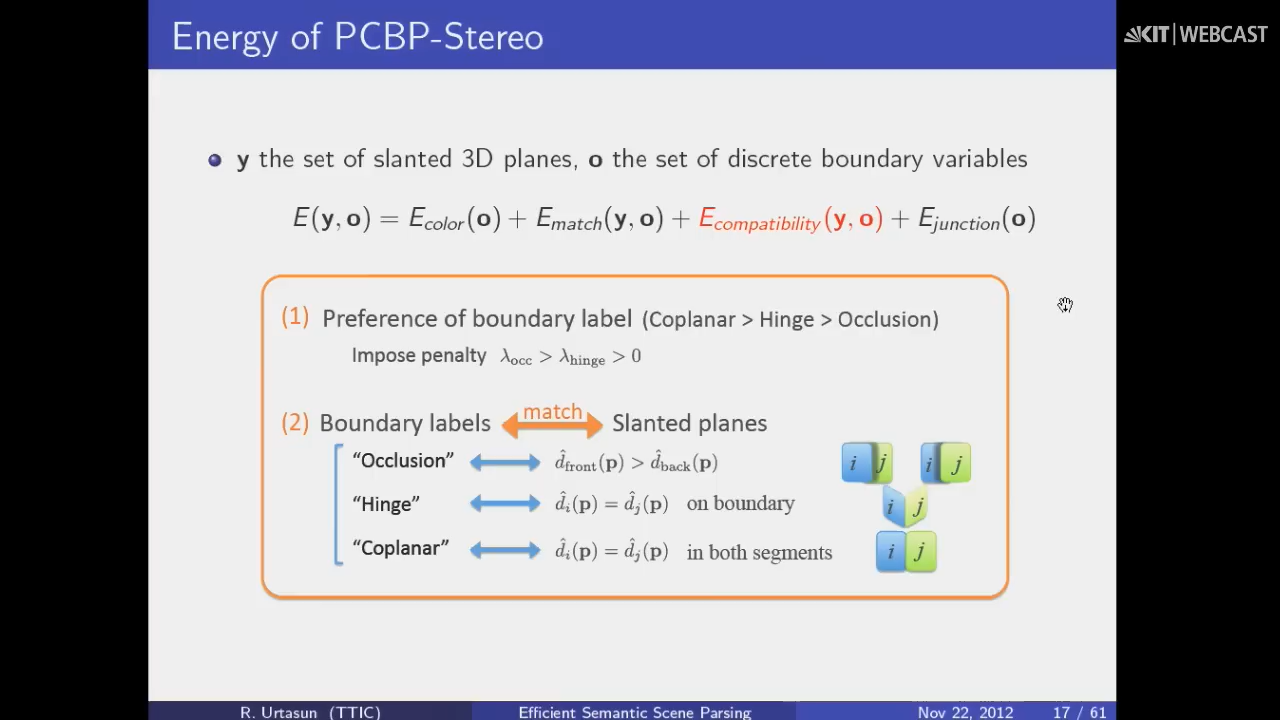 Energy of PCBP-Stereo
KIT | WEBCAST
y the set of slanted 3D planes, o the set of discrete boundary variables
E(y, o) = E_color(o) + E_match(y, o) + E_compatibility(y, o) + E_junction(o)
(1) Preference of boundary label (Coplanar > Hinge > Occlusion)
Impose penalty λ_occ > λ_hinge > 0
(2) Boundary labels match Slanted planes
“Occlusion” d̂_front(p) > d̂_back(p) i j i j
“Hinge” d̂_i(p) = d̂_j(p) on boundary i j
“Coplanar” d̂_i(p) = d̂_j(p) in both segments i j
R. Urtasun (TTIC) Efficient Semantic Scene Parsing Nov 22, 2012 17 / 61